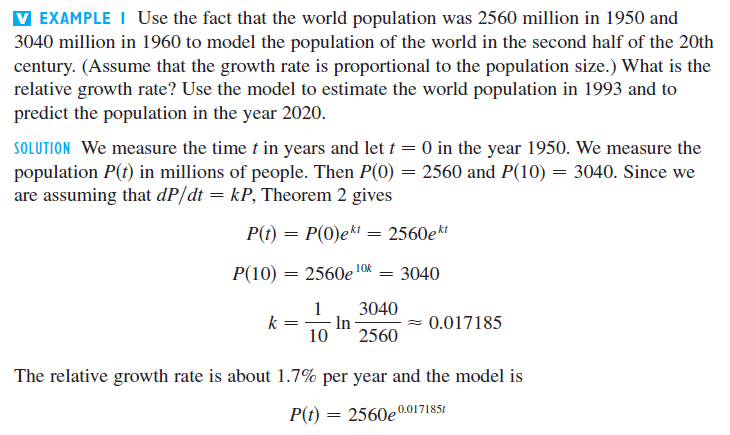 V EXAMPLE 1 Use the fact that the world population was 2560 million in 1950 and
3040 million in 1960 to model the population of the world in the second half of the 20th
century. (Assume that the growth rate is proportional to the population size.) What is the
relative growth rate? Use the model to estimate the world population in 1993 and to
predict the population in the year 2020.
SOLUTION We measure the time t in years and let t = 0 in the year 1950. We measure the
population P(t) in millions of people. Then P(0) = 2560 and P(10) = 3040. Since we
are assuming that dP/dt = kP, Theorem 2 gives
P(t) = P(0)e^{kt} = 2560e^{kt}
P(10) = 2560e^{10k} = 3040
k = \frac{1}{10} ln \frac{3040}{2560} ≈ 0.017185
The relative growth rate is about 1.7% per year and the model is
P(t) = 2560e^{0.017185t}